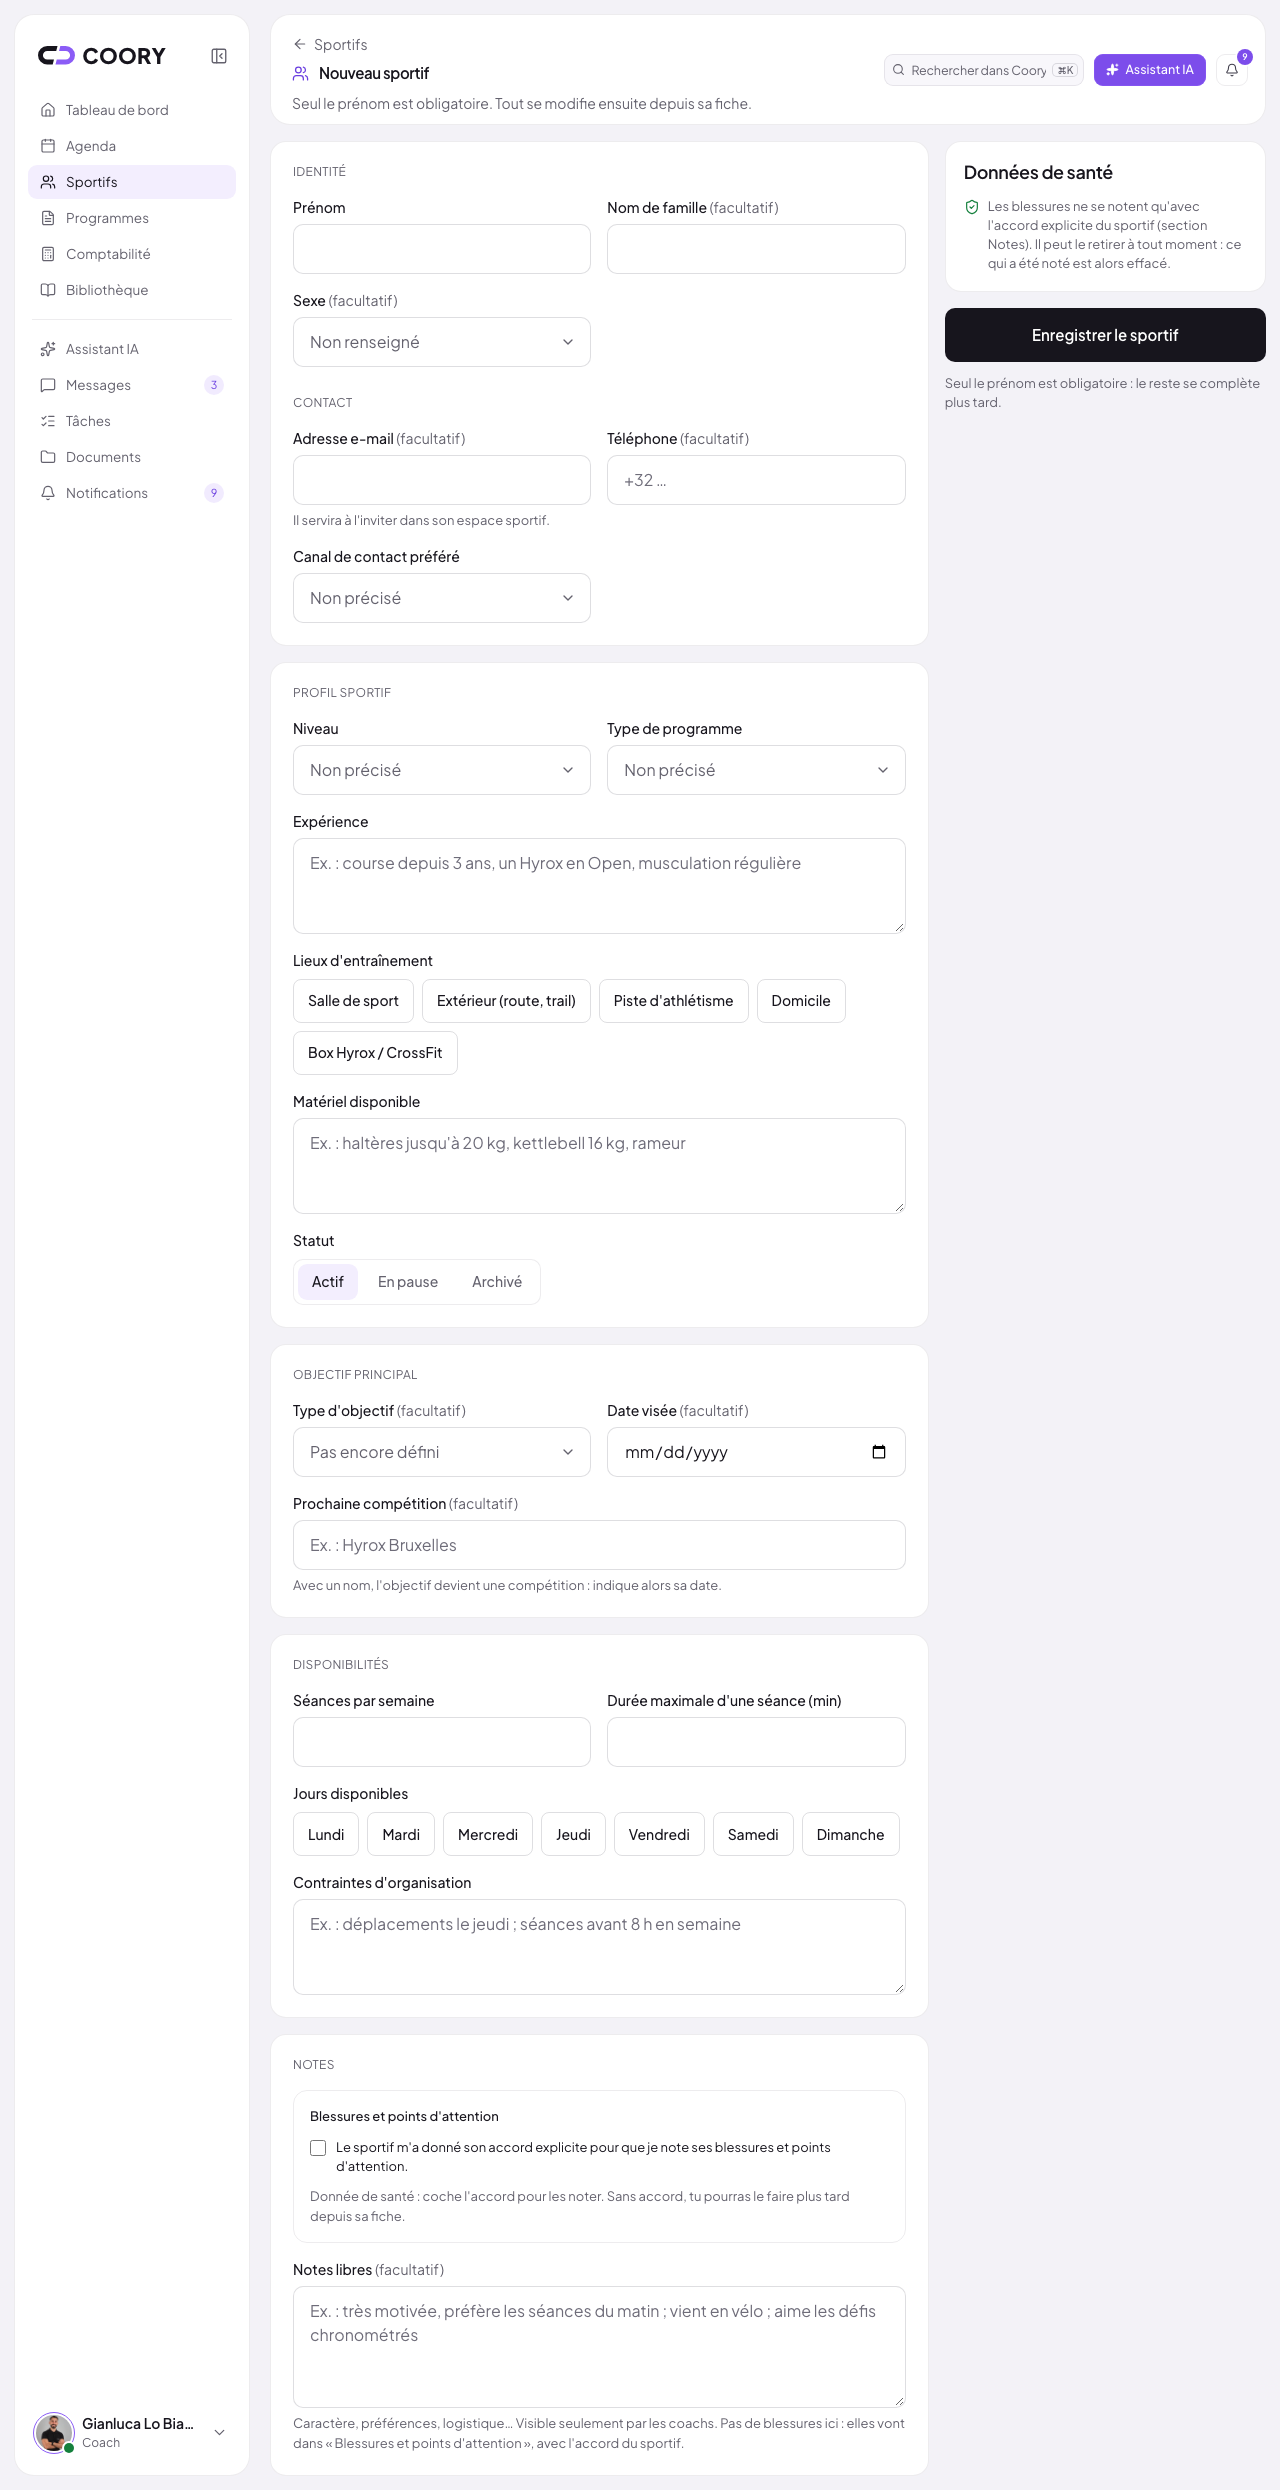 COORY
Tableau de bord
Agenda
Sportifs
Programmes
Comptabilité
Bibliothèque
Assistant IA
Messages 3
Tâches
Documents
Notifications 9
Gianluca Lo Bia...
Coach
Sportifs
Nouveau sportif
Seul le prénom est obligatoire. Tout se modifie ensuite depuis sa fiche.
Rechercher dans Coory ⌘K
Assistant IA
9
IDENTITÉ
Prénom
Nom de famille (facultatif)
Sexe (facultatif)
Non renseigné
CONTACT
Adresse e-mail (facultatif)
Téléphone (facultatif)
+32 ...
Il servira à l'inviter dans son espace sportif.
Canal de contact préféré
Non précisé
PROFIL SPORTIF
Niveau
Type de programme
Non précisé
Non précisé
Expérience
Ex. : course depuis 3 ans, un Hyrox en Open, musculation régulière
Lieux d'entraînement
Salle de sport
Extérieur (route, trail)
Piste d'athlétisme
Domicile
Box Hyrox / CrossFit
Matériel disponible
Ex. : haltères jusqu'à 20 kg, kettlebell 16 kg, rameur
Statut
Actif
En pause
Archivé
OBJECTIF PRINCIPAL
Type d'objectif (facultatif)
Date visée (facultatif)
Pas encore défini
mm/dd/yyyy
Prochaine compétition (facultatif)
Ex. : Hyrox Bruxelles
Avec un nom, l'objectif devient une compétition : indique alors sa date.
DISPONIBILITÉS
Séances par semaine
Durée maximale d'une séance (min)
Jours disponibles
Lundi
Mardi
Mercredi
Jeudi
Vendredi
Samedi
Dimanche
Contraintes d'organisation
Ex. : déplacements le jeudi ; séances avant 8 h en semaine
NOTES
Blessures et points d'attention
Le sportif m'a donné son accord explicite pour que je note ses blessures et points
d'attention.
Donnée de santé : coche l'accord pour les noter. Sans accord, tu pourras le faire plus tard
depuis sa fiche.
Notes libres (facultatif)
Ex. : très motivée, préfère les séances du matin ; vient en vélo ; aime les défis
chronométrés
Caractère, préférences, logistique... Visible seulement par les coachs. Pas de blessures ici : elles vont
dans « Blessures et points d'attention », avec l'accord du sportif.
Données de santé
Les blessures ne se notent qu'avec
l'accord explicite du sportif (section
Notes). Il peut le retirer à tout moment : ce
qui a été noté est alors effacé.
Enregistrer le sportif
Seul le prénom est obligatoire : le reste se complète
plus tard.